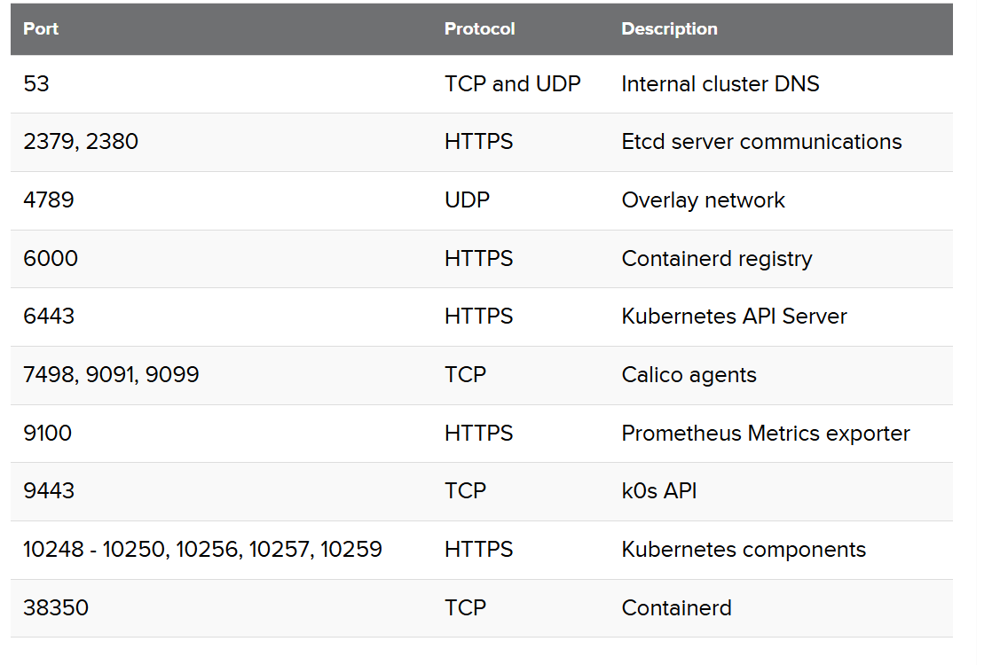 Port Protocol Description
53 TCP and UDP Internal cluster DNS
2379, 2380 HTTPS Etcd server communications
4789 UDP Overlay network
6000 HTTPS Containerd registry
6443 HTTPS Kubernetes API Server
7498, 9091, 9099 TCP Calico agents
9100 HTTPS Prometheus Metrics exporter
9443 TCP k0s API
10248 - 10250, 10256, 10257, 10259 HTTPS Kubernetes components
38350 TCP Containerd